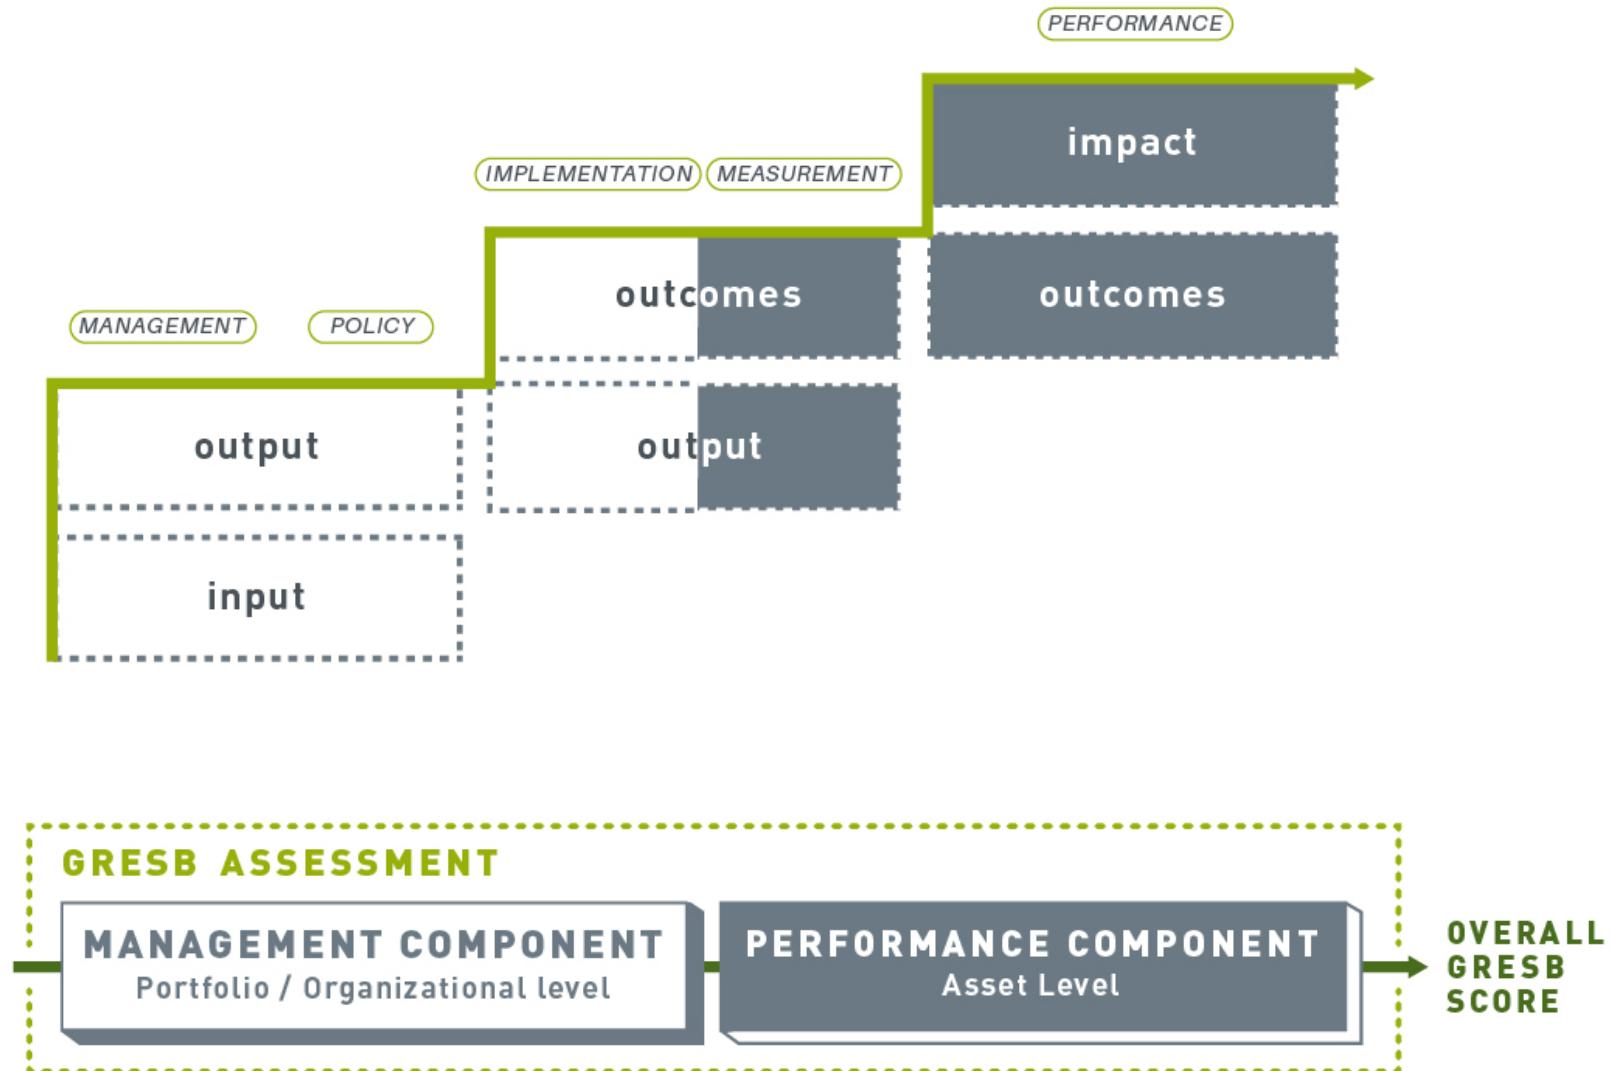 PERFORMANCE
impact
IMPLEMENTATION MEASUREMENT
outcomes outcomes
MANAGEMENT POLICY
output output
input
GRESB ASSESSMENT
MANAGEMENT COMPONENT
Portfolio / Organizational level
PERFORMANCE COMPONENT
Asset Level
OVERALL
GRESB
SCORE